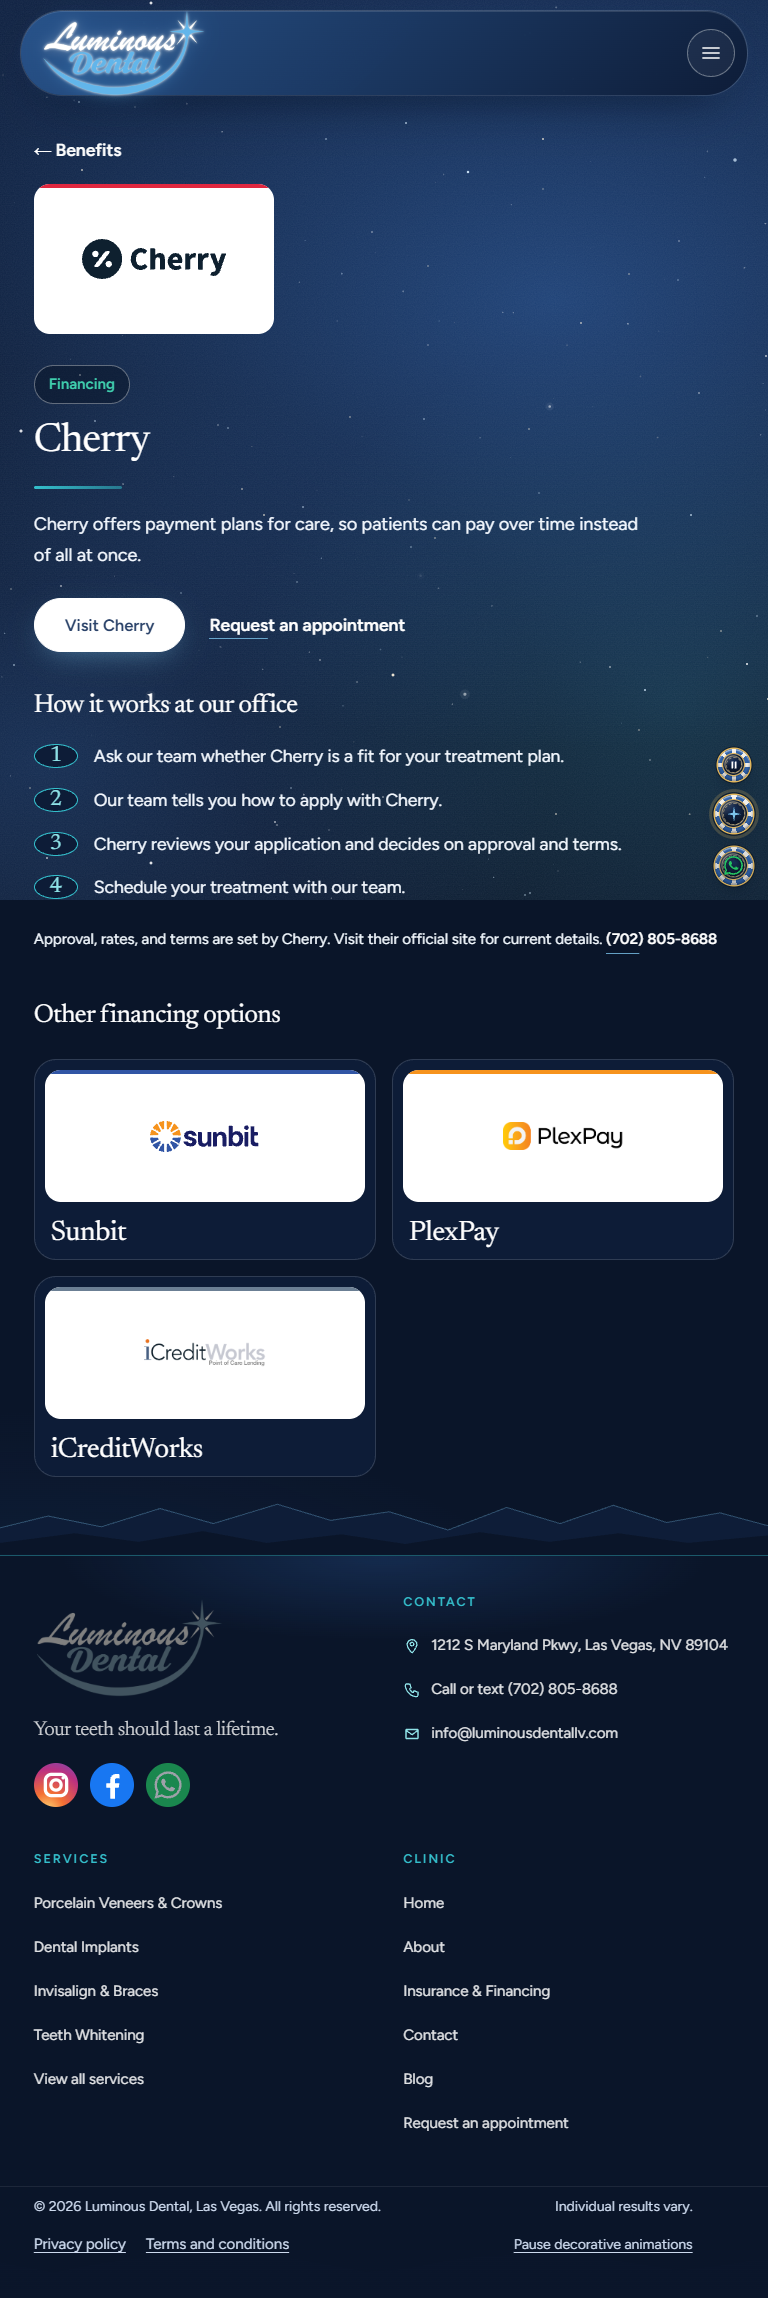 Luminous
Dental
← Benefits
Cherry
Financing
Cherry
Cherry offers payment plans for care, so patients can pay over time instead
of all at once.
Visit Cherry
Request an appointment
How it works at our office
1 Ask our team whether Cherry is a fit for your treatment plan.
2 Our team tells you how to apply with Cherry.
3 Cherry reviews your application and decides on approval and terms.
4 Schedule your treatment with our team.
Approval, rates, and terms are set by Cherry. Visit their official site for current details. (702) 805-8688
Other financing options
sunbit
PlexPay
Sunbit
PlexPay
iCreditWorks
Point of Care Lending
iCreditWorks
Luminous
Dental
Your teeth should last a lifetime.
CONTACT
1212 S Maryland Pkwy, Las Vegas, NV 89104
Call or text (702) 805-8688
info@luminousdentallv.com
SERVICES
Porcelain Veneers & Crowns
Dental Implants
Invisalign & Braces
Teeth Whitening
View all services
CLINIC
Home
About
Insurance & Financing
Contact
Blog
Request an appointment
© 2026 Luminous Dental, Las Vegas. All rights reserved.
Individual results vary.
Privacy policy
Terms and conditions
Pause decorative animations